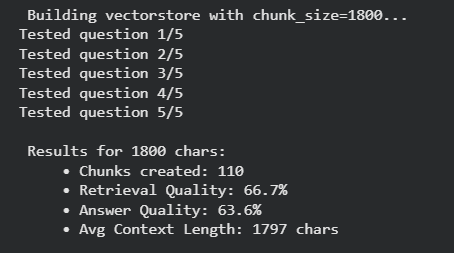 Building vectorstore with chunk_size=1800...
Tested question 1/5
Tested question 2/5
Tested question 3/5
Tested question 4/5
Tested question 5/5
Results for 1800 chars:
• Chunks created: 110
• Retrieval Quality: 66.7%
• Answer Quality: 63.6%
• Avg Context Length: 1797 chars